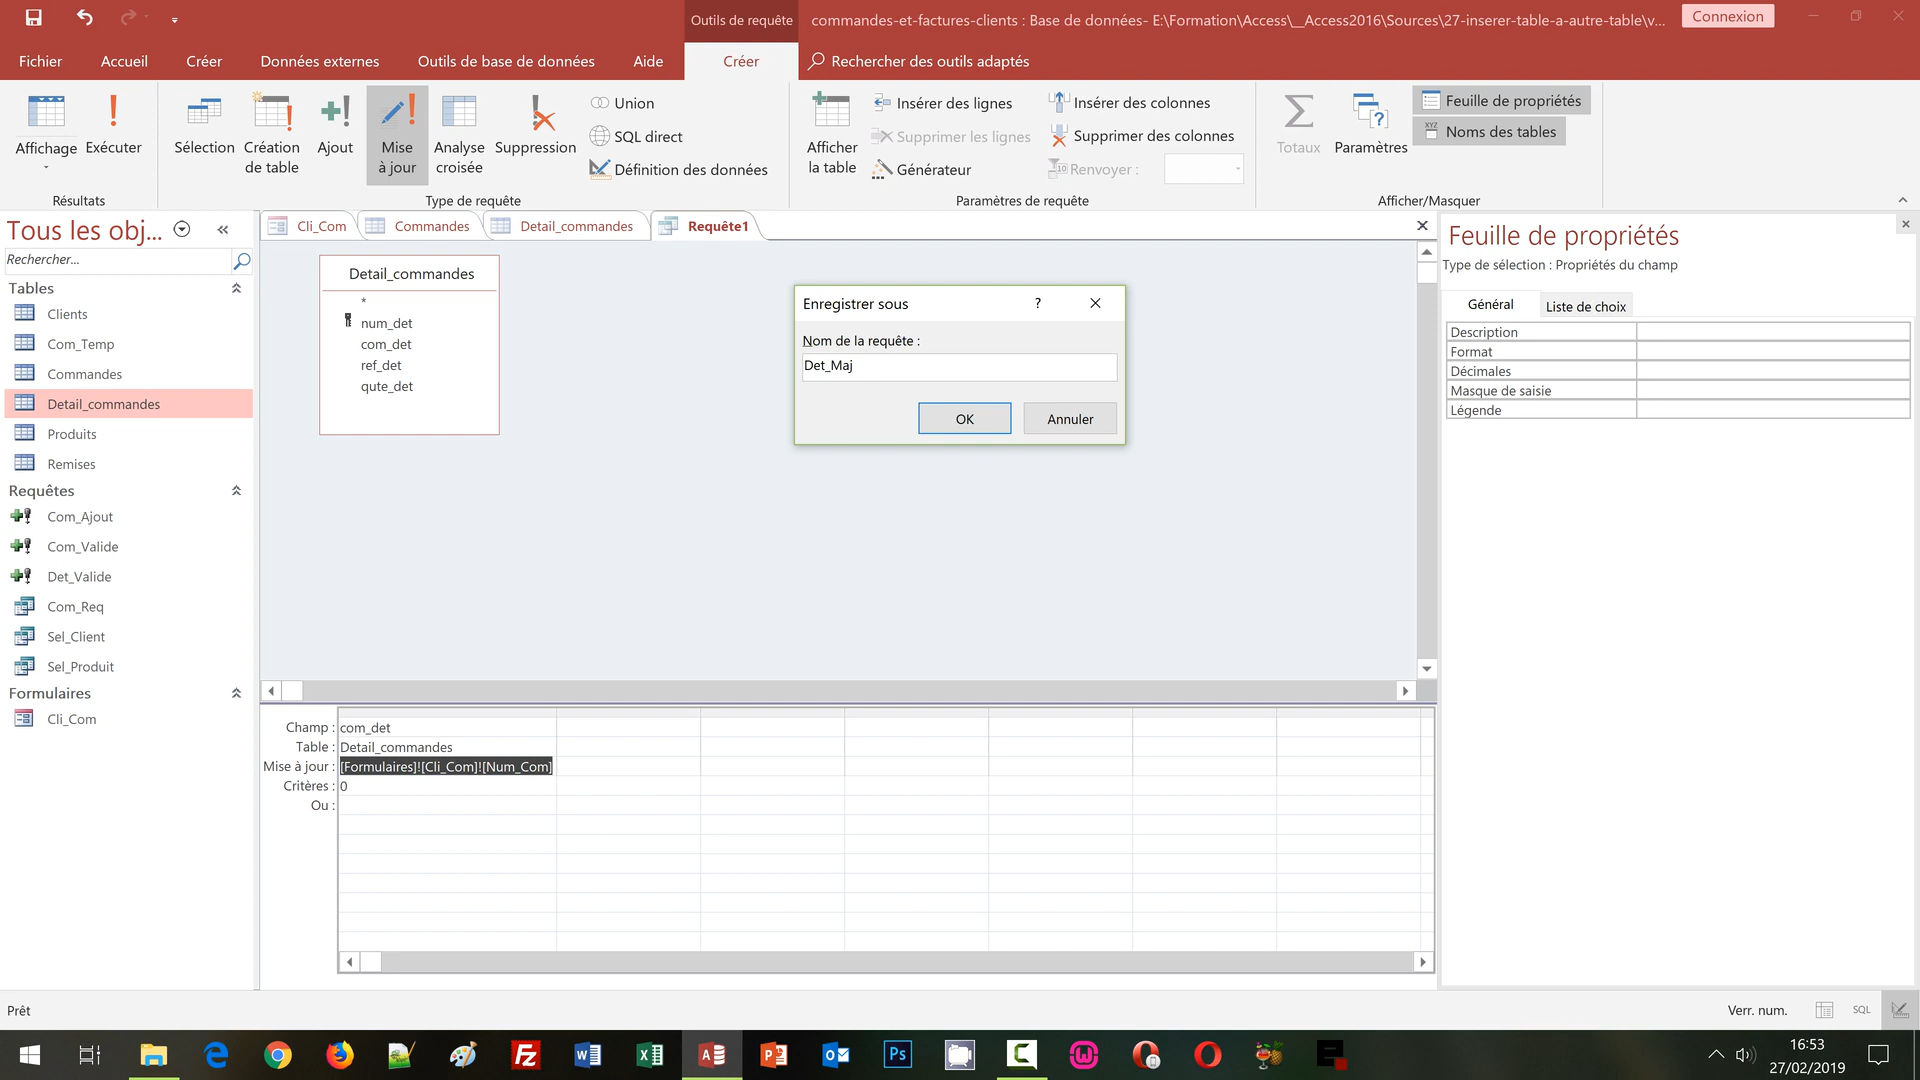 Outils de requête
commandes-et-factures-clients : Base de données- E:\Formation\Access\__Access2016\Sources\27-inserer-table-a-autre-table\v...
Connexion
Fichier
Accueil
Créer
Données externes
Outils de base de données
Aide
Créer
Rechercher des outils adaptés
Affichage
Exécuter
Sélection
Création
de table
Ajout
Mise
à jour
Analyse
croisée
Suppression
Union
SQL direct
Définition des données
Afficher
la table
Insérer des lignes
Supprimer les lignes
Générateur
Insérer des colonnes
Supprimer des colonnes
Renvoyer :
Totaux
Paramètres
Feuille de propriétés
Noms des tables
Résultats
Type de requête
Paramètres de requête
Afficher/Masquer
Tous les obj...
Rechercher...
Tables
Clients
Com_Temp
Commandes
Detail_commandes
Produits
Remises
Requêtes
Com_Ajout
Com_Valide
Det_Valide
Com_Req
Sel_Client
Sel_Produit
Formulaires
Cli_Com
Cli_Com
Commandes
Detail_commandes
Requête1
Detail_commandes
*
num_det
com_det
ref_det
qute_det
Enregistrer sous
?
Nom de la requête :
Det_Maj
OK
Annuler
Champ : com_det
Table : Detail_commandes
Mise à jour : [Formulaires]![Cli_Com]![Num_Com]
Critères : 0
Ou :
Feuille de propriétés
Type de sélection : Propriétés du champ
Général
Liste de choix
Description
Format
Décimales
Masque de saisie
Légende
Prêt
Verr. num.
SQL
16:53
27/02/2019